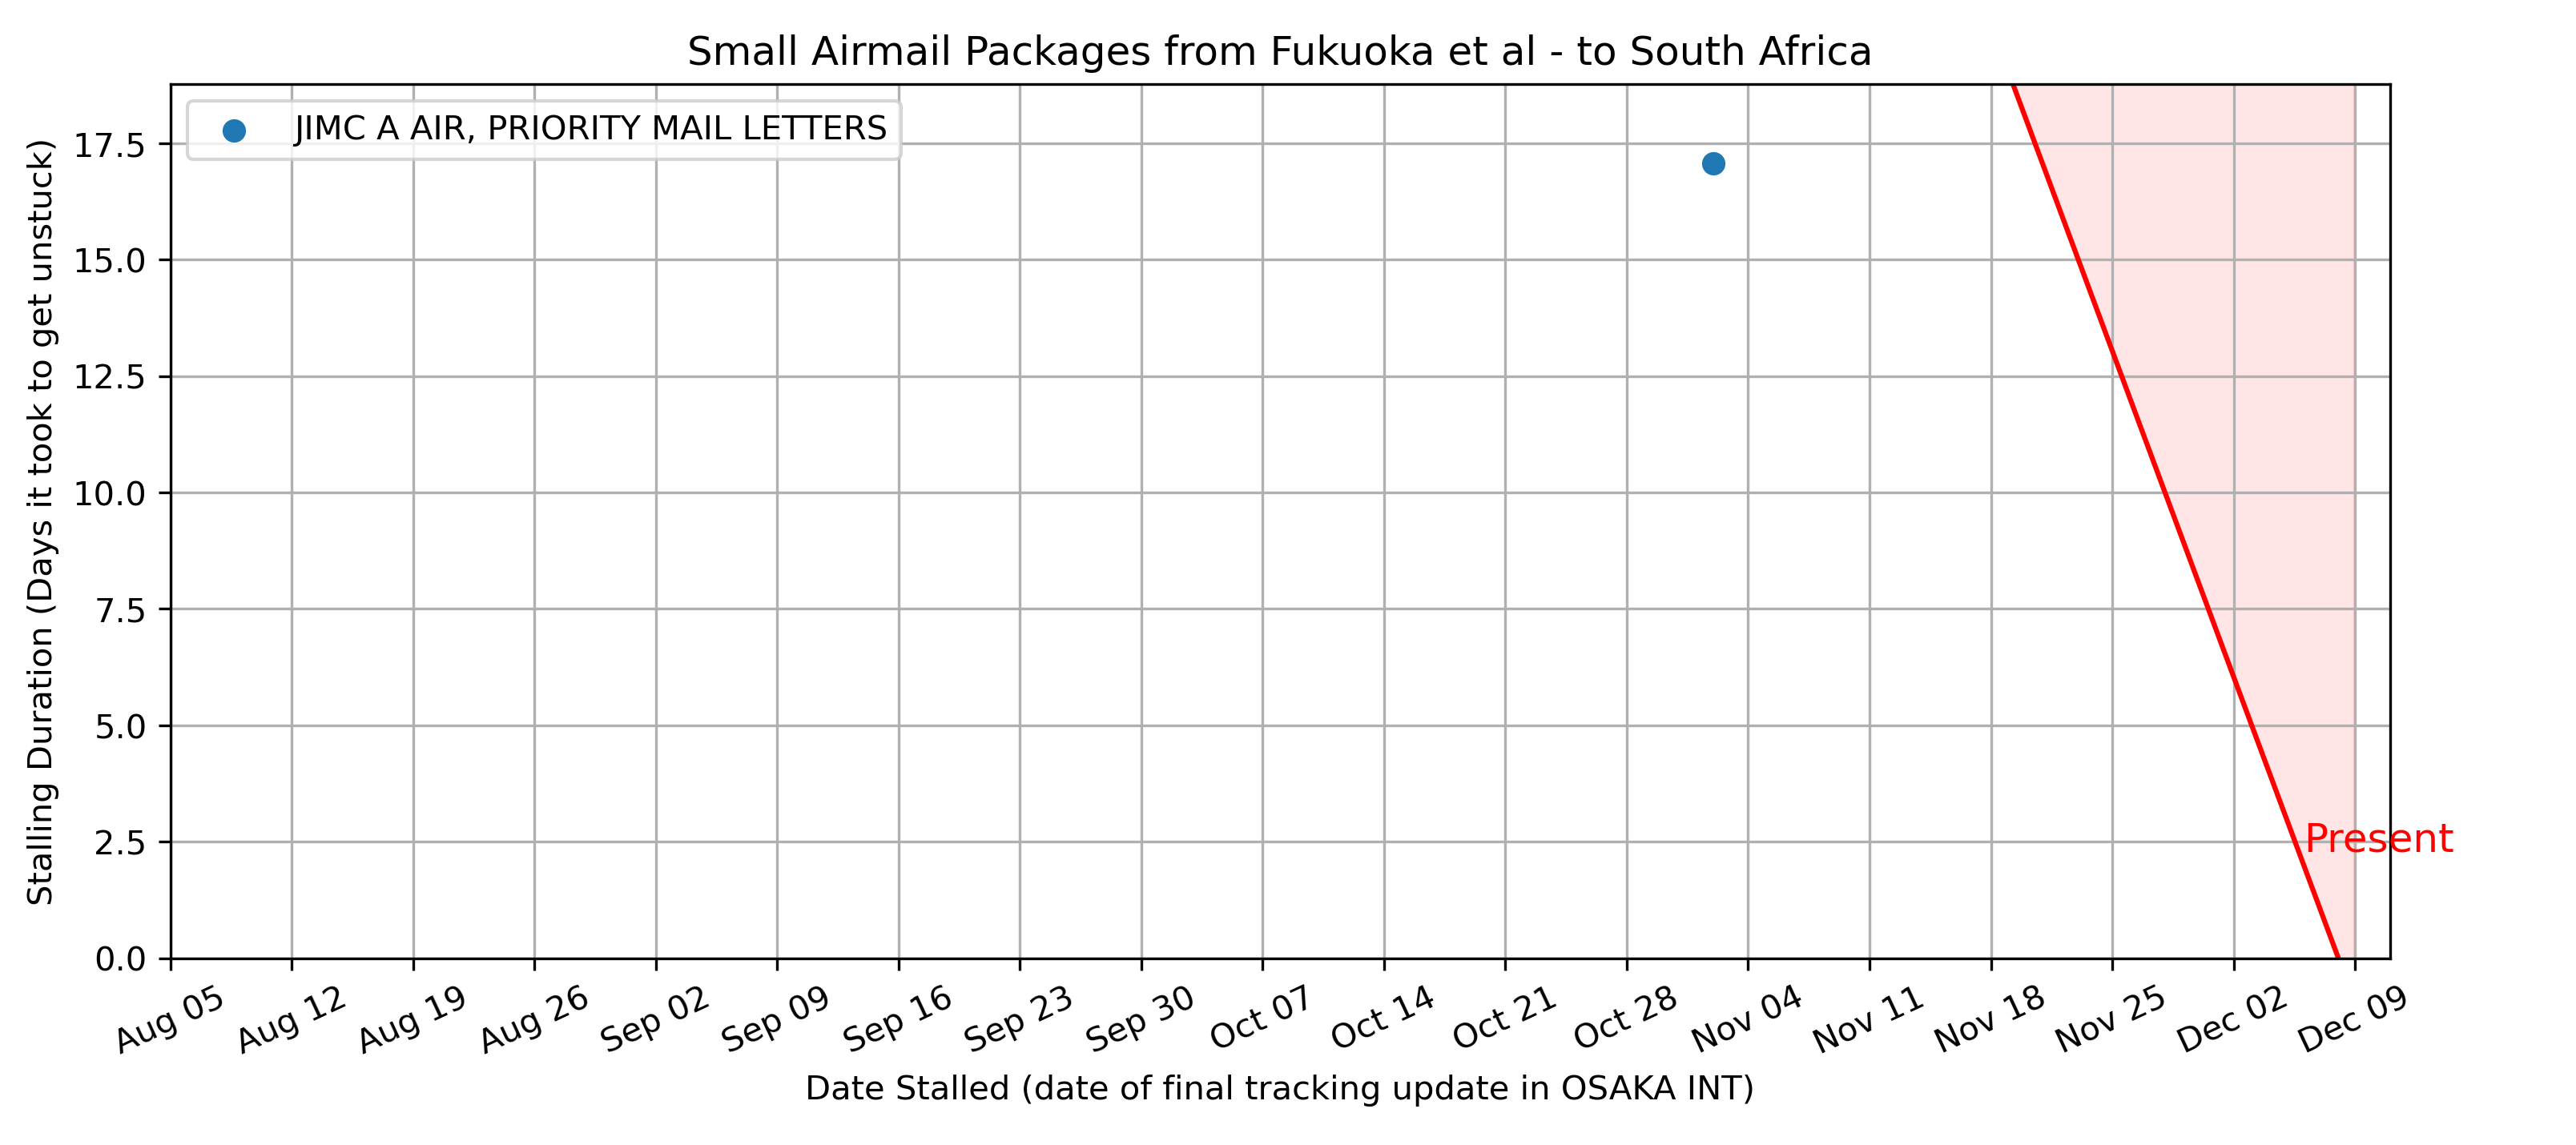 Small Airmail Packages from Fukuoka et al - to South Africa
JIMC A AIR, PRIORITY MAIL LETTERS
Stalling Duration (Days it took to get unstuck)
17.5
15.0
12.5
10.0
7.5
5.0
2.5
0.0
Present
Aug 05
Aug 12
Aug 19
Aug 26
Sep 02
Sep 09
Sep 16
Sep 23
Sep 30
Oct 07
Oct 14
Oct 21
Oct 28
Nov 04
Nov 11
Nov 18
Nov 25
Dec 02
Dec 09
Date Stalled (date of final tracking update in OSAKA INT)